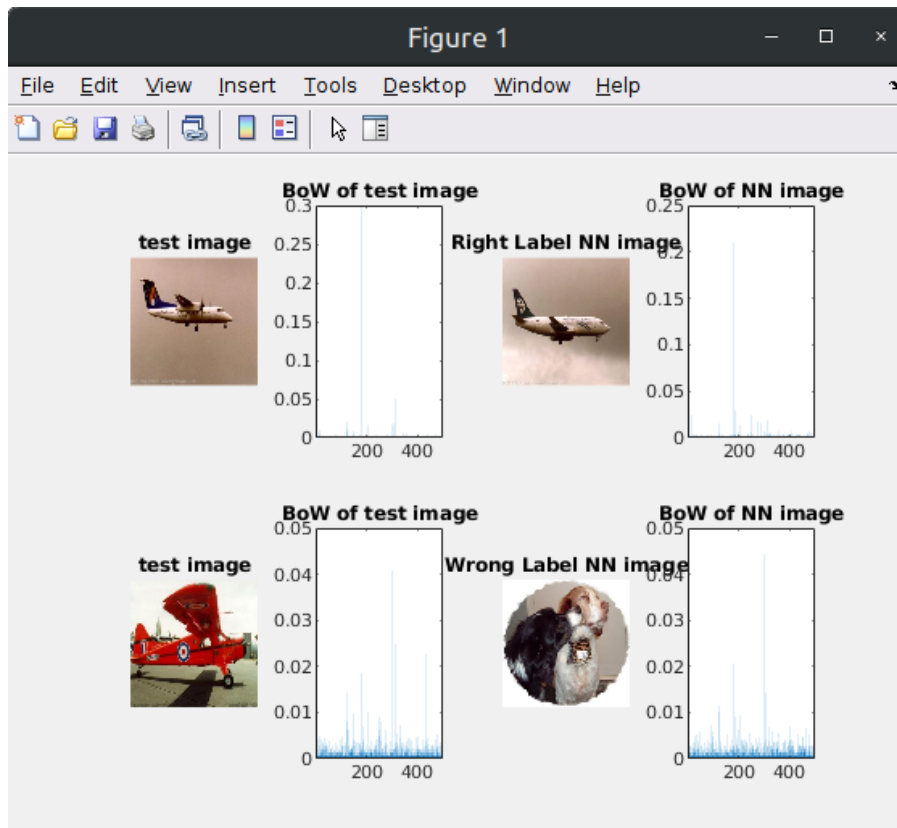 Figure 1
File Edit View Insert Tools Desktop Window Help
BoW of test image
0.3
0.25
0.2
0.15
0.1
0.05
0
200 400
test image
Right Label NN image
BoW of NN image
0.25
0.2
0.15
0.1
0.05
0
200 400
BoW of test image
0.05
0.04
0.03
0.02
0.01
0
200 400
test image
Wrong Label NN image
BoW of NN image
0.05
0.04
0.03
0.02
0.01
0
200 400